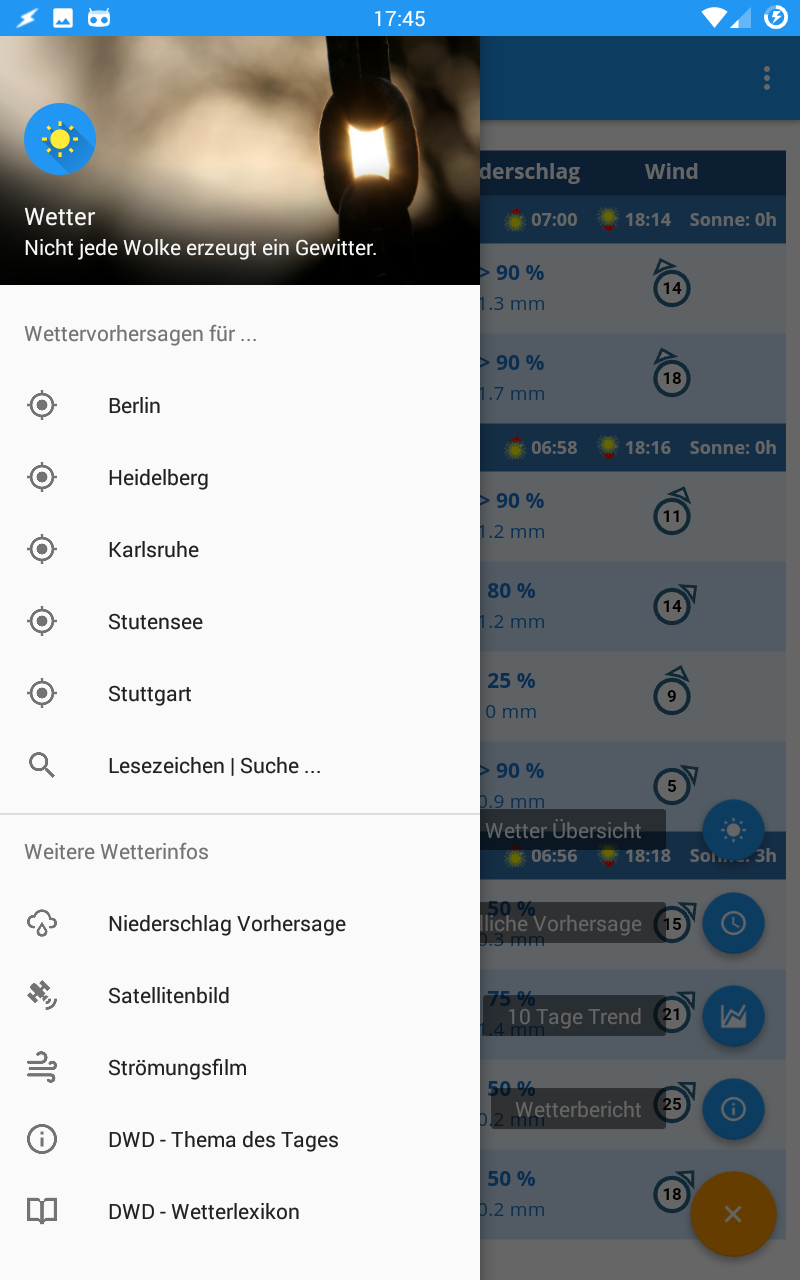 17:45
Wetter
Nicht jede Wolke erzeugt ein Gewitter.
Wettervorhersagen für ...
Berlin
Heidelberg
Karlsruhe
Stutensee
Stuttgart
Lesezeichen | Suche ...
Weitere Wetterinfos
Niederschlag Vorhersage
Satellitenbild
Strömungsfilm
DWD - Thema des Tages
DWD - Wetterlexikon
derschlag Wind
07:00 18:14 Sonne: 0h
> 90 % 14
1.3 mm
> 90 % 18
1.7 mm
06:58 18:16 Sonne: 0h
> 90 % 11
1.2 mm
80 % 14
1.2 mm
25 % 9
0 mm
> 90 % 5
0.9 mm
Wetter Übersicht
06:56 18:18 Sonne: 3h
50 % 15
liche Vorhersage
0.3 mm
75 % 21
10 Tage Trend
1.4 mm
50 % 25
Wetterbericht
0.2 mm
50 % 18
0.2 mm